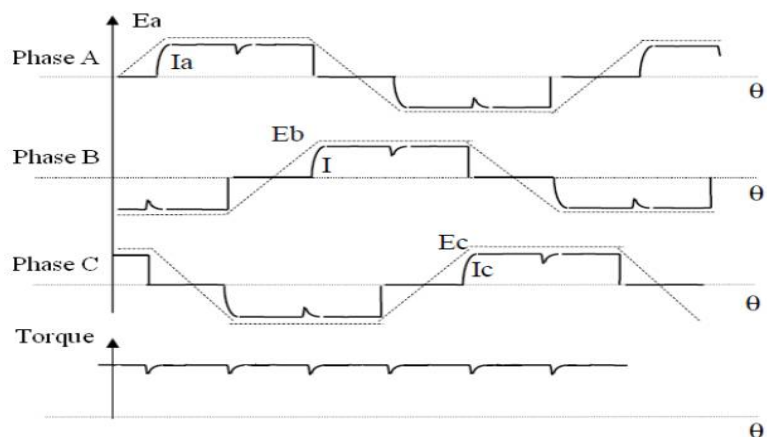 Ea
Phase A
Ia
θ
Eb
Phase B
I
θ
Ec
Phase C
Ic
θ
Torque
θ